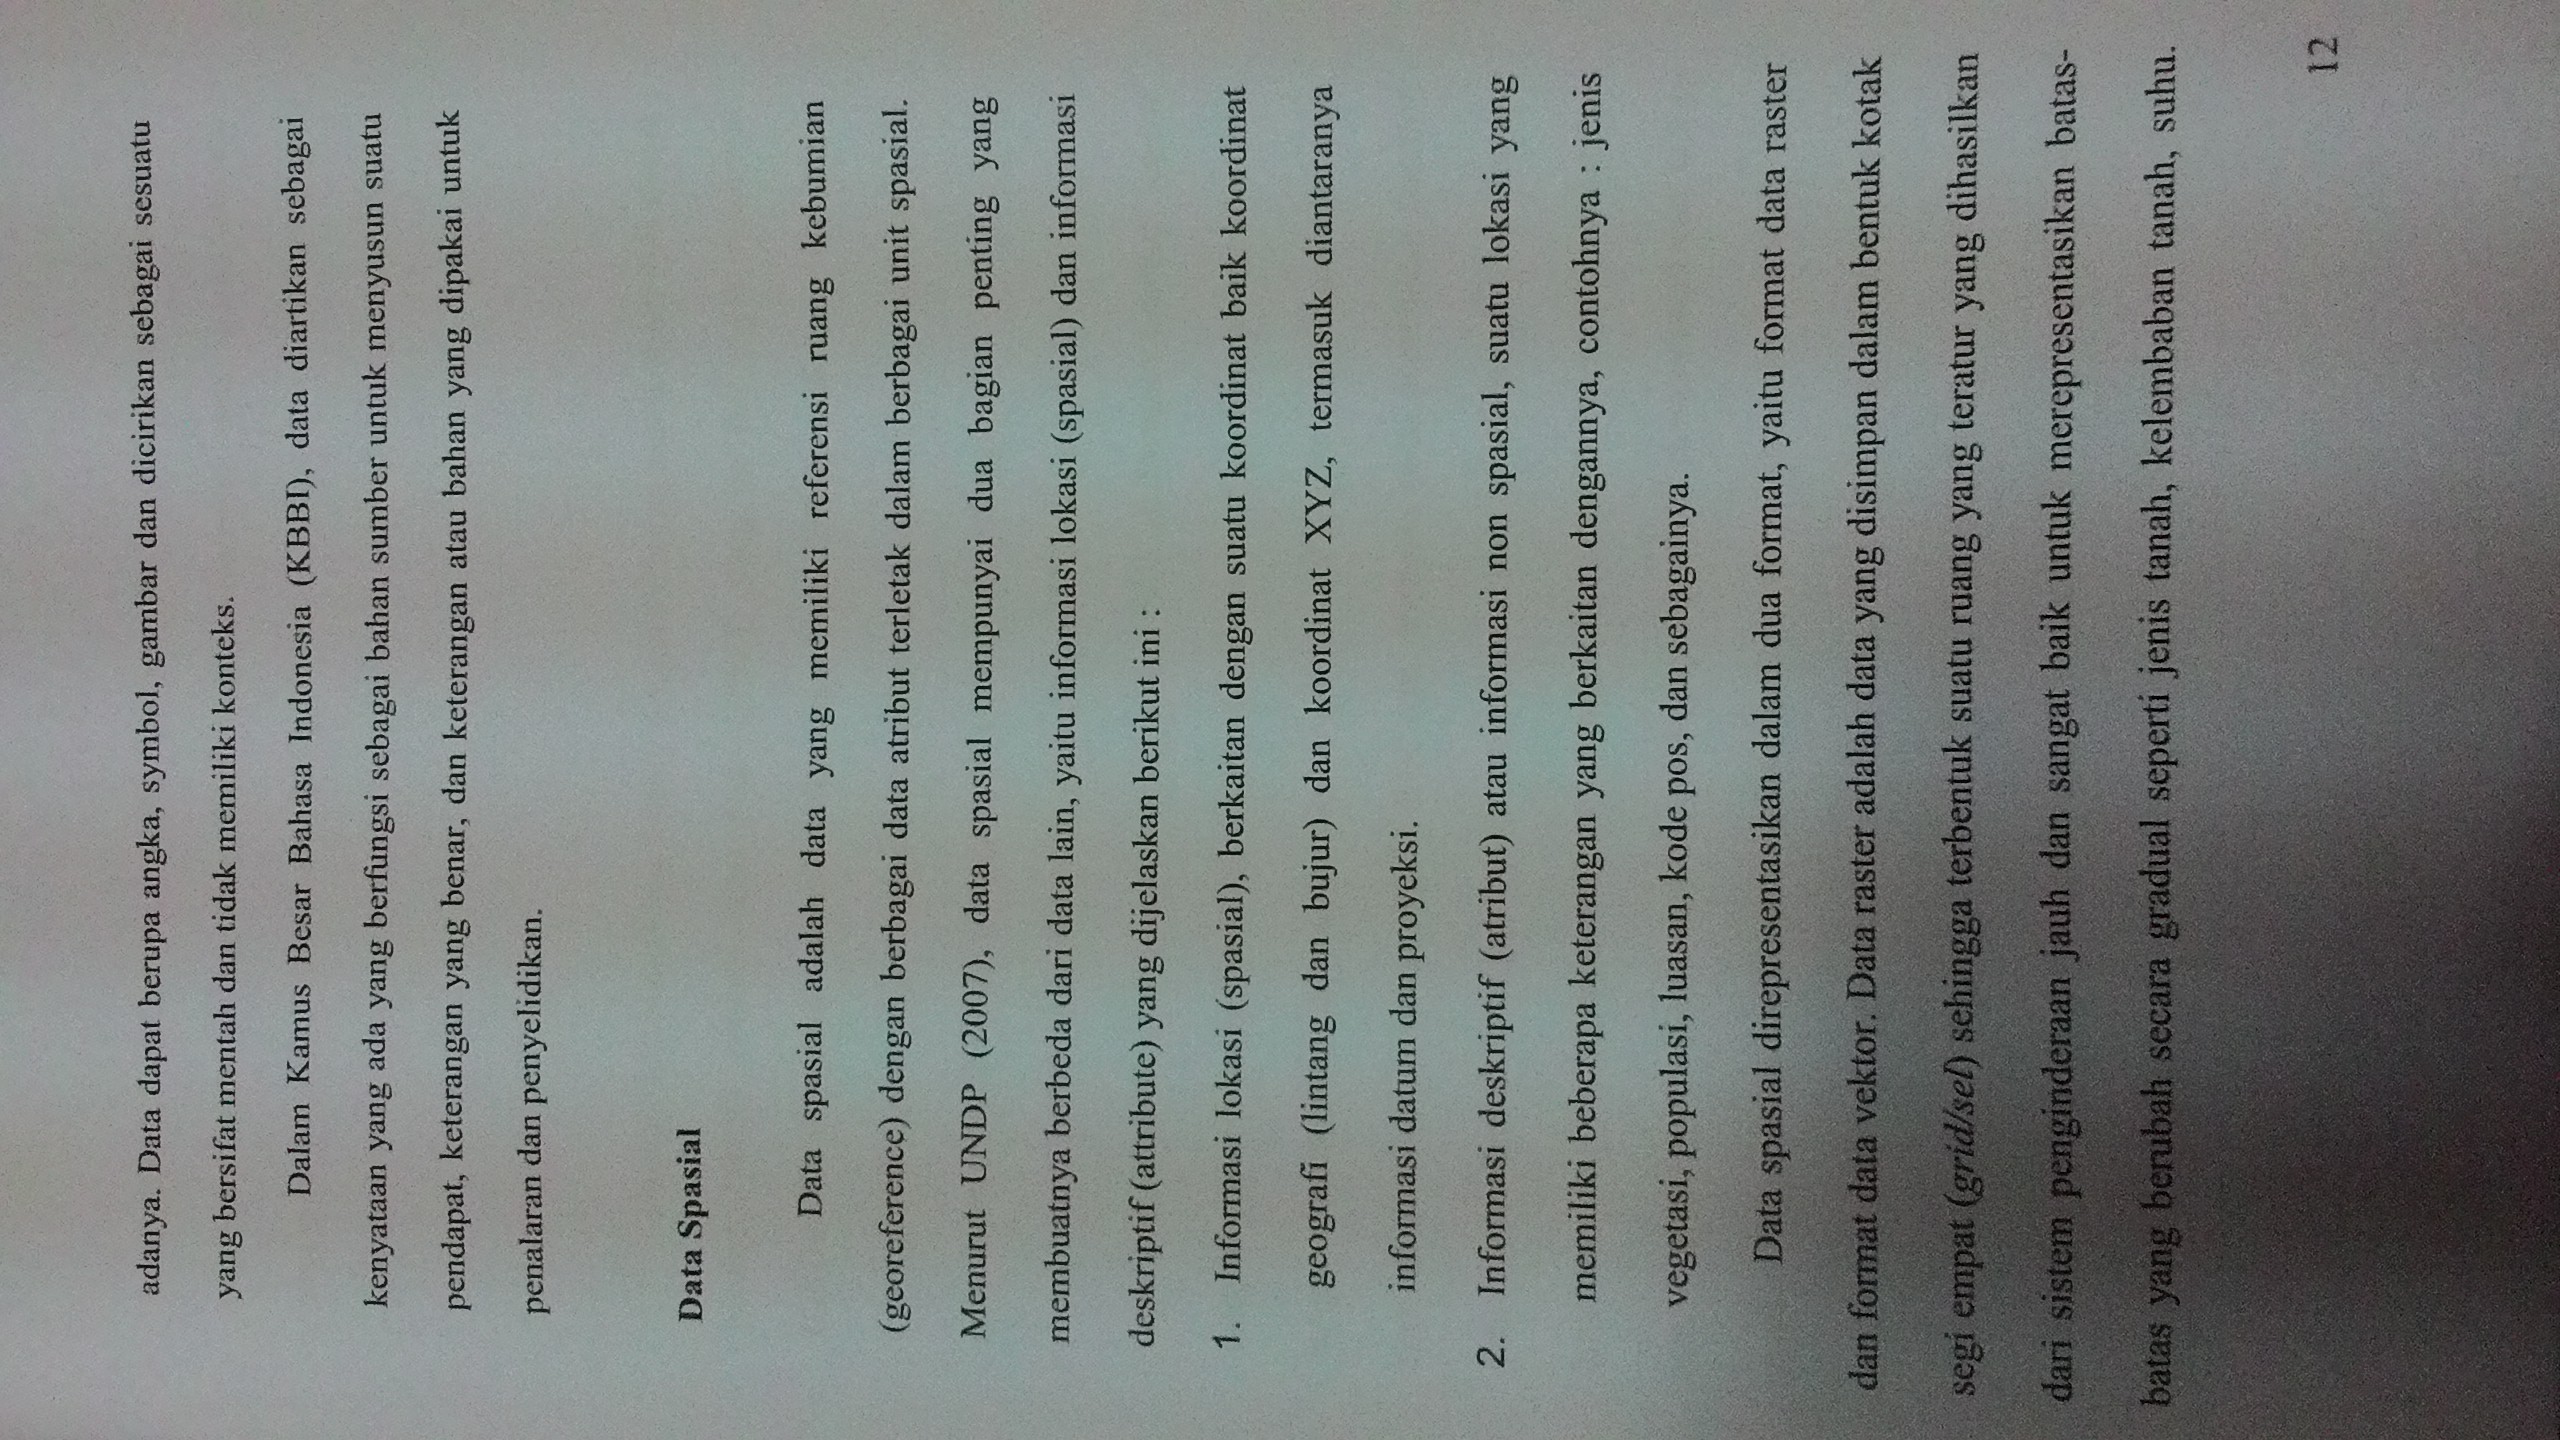 adanya. Data dapat berupa angka, symbol, gambar dan dicirikan sebagai sesuatu
yang bersifat mentah dan tidak memiliki konteks.
Dalam Kamus Besar Bahasa Indonesia (KBBI), data diartikan sebagai
kenyataan yang ada yang berfungsi sebagai bahan sumber untuk menyusun suatu
pendapat, keterangan yang benar, dan keterangan atau bahan yang dipakai untuk
penalaran dan penyelidikan.
Data Spasial
Data spasial adalah data yang memiliki referensi ruang kebumian
(georeference) dengan berbagai data atribut terletak dalam berbagai unit spasial.
Menurut UNDP (2007), data spasial mempunyai dua bagian penting yang
membuatnya berbeda dari data lain, yaitu informasi lokasi (spasial) dan informasi
deskriptif (attribute) yang dijelaskan berikut ini :
1. Informasi lokasi (spasial), berkaitan dengan suatu koordinat baik koordinat
geografi (lintang dan bujur) dan koordinat XYZ, termasuk diantaranya
informasi datum dan proyeksi.
2. Informasi deskriptif (atribut) atau informasi non spasial, suatu lokasi yang
memiliki beberapa keterangan yang berkaitan dengannya, contohnya : jenis
vegetasi, populasi, luasan, kode pos, dan sebagainya.
Data spasial direpresentasikan dalam dua format, yaitu format data raster
dan format data vektor. Data raster adalah data yang disimpan dalam bentuk kotak
segi empat (grid/sel) sehingga terbentuk suatu ruang yang teratur yang dihasilkan
dari sistem penginderaan jauh dan sangat baik untuk merepresentasikan batas-
batas yang berubah secara gradual seperti jenis tanah, kelembaban tanah, suhu.
12